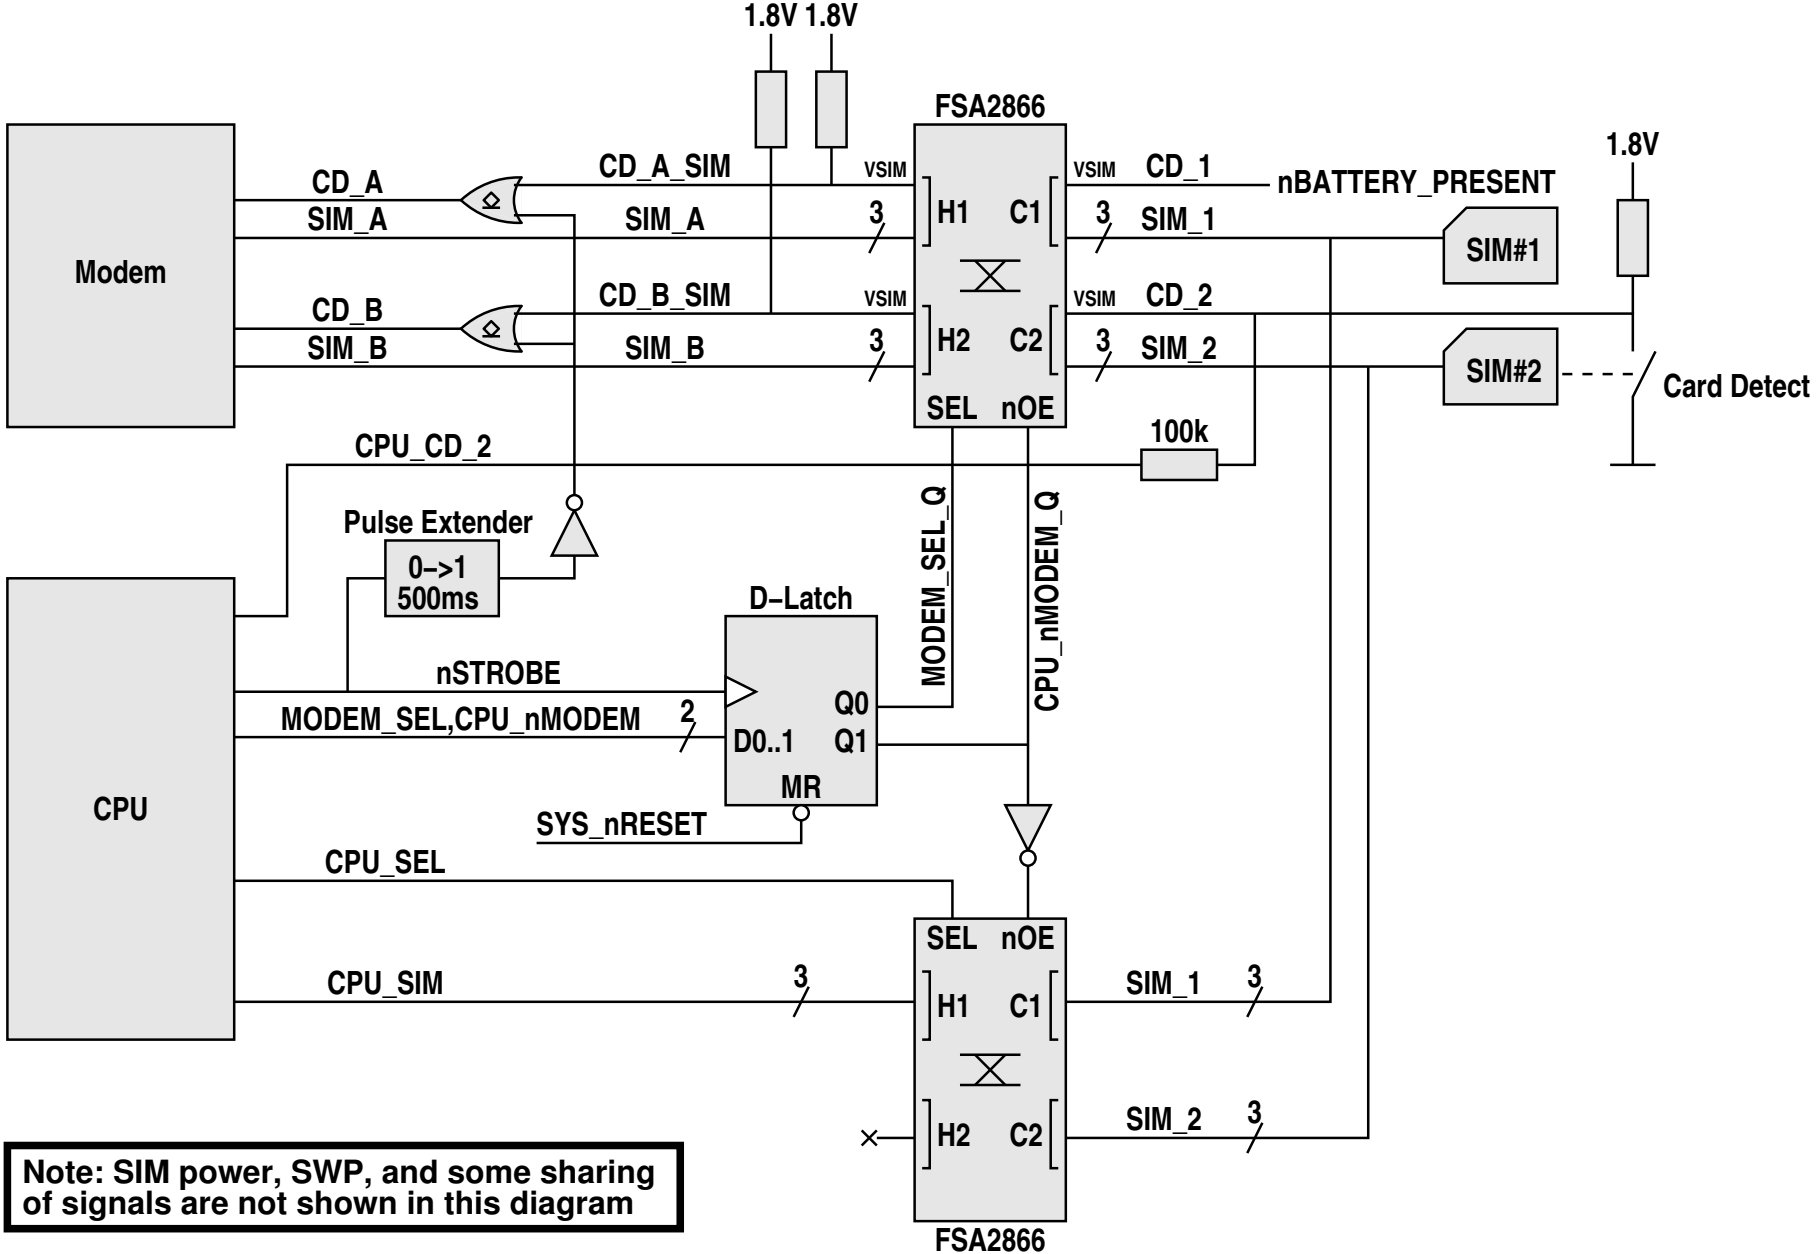 1.8V 1.8V
FSA2866
1.8V
CD_A
CD_A_SIM
VSIM
VSIM
CD_1
nBATTERY_PRESENT
SIM_A
SIM_A
3
H1
C1
3
SIM_1
SIM#1
Modem
CD_B
CD_B_SIM
VSIM
VSIM
CD_2
SIM_B
SIM_B
3
H2
C2
3
SIM_2
SIM#2
Card Detect
SEL
nOE
CPU_CD_2
100k
Pulse Extender
0->1
500ms
MODEM_SEL_Q
CPU_nMODEM_Q
D-Latch
nSTROBE
MODEM_SEL,CPU_nMODEM
2
Q0
D0..1
Q1
MR
CPU
SYS_nRESET
CPU_SEL
SEL
nOE
CPU_SIM
3
H1
C1
SIM_1
3
H2
C2
SIM_2
3
FSA2866
Note: SIM power, SWP, and some sharing
of signals are not shown in this diagram